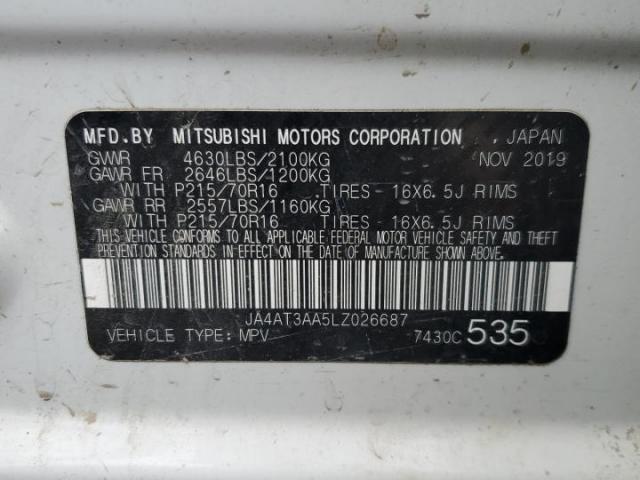 MFD.BY MITSUBISHI MOTORS CORPORATION , JAPAN
GVWR 4630LBS/2100KG NOV 2019
GAWR FR 2646LBS/1200KG
WITH P215/70R16 TIRES - 16X6.5J RIMS
GAWR RR 2557LBS/1160KG
WITH P215/70R16 TIRES - 16X6.5J RIMS
THIS VEHICLE CONFORMS TO ALL APPLICABLE FEDERAL MOTOR VEHICLE SAFETY AND THEFT
PREVENTION STANDARDS IN-EFFECT ON THE DATE OF MANUFACTURE SHOWN ABOVE.
JA4AT3AA5LZ026687
VEHICLE TYPE: MPV 7430C 535